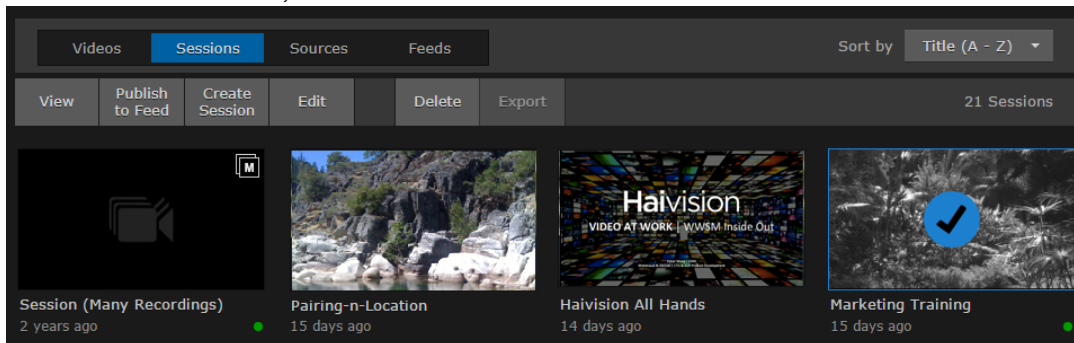 Videos Sessions Sources Feeds Sort by Title (A - Z)
View Publish to Feed Create Session Edit Delete Export 21 Sessions
M
Haivision
VIDEO AT WORK | WWSM Inside Out
Session (Many Recordings) Pairing-n-Location Haivision All Hands Marketing Training
2 years ago 15 days ago 14 days ago 15 days ago